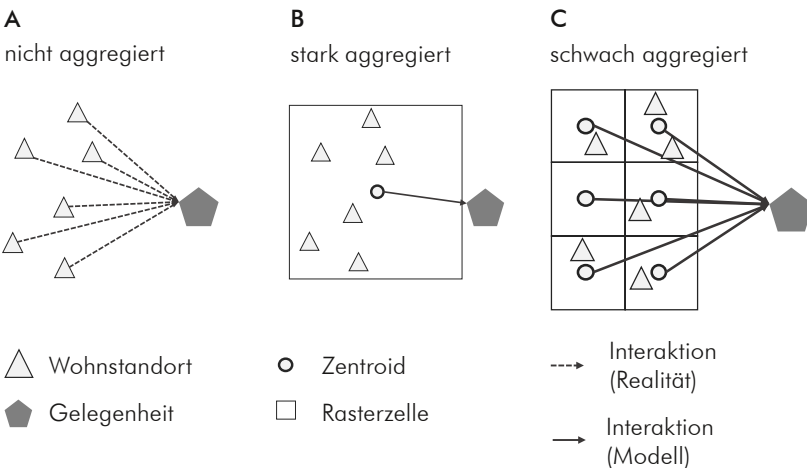 A
nicht aggregiert
B
stark aggregiert
C
schwach aggregiert
Wohnstandort
Gelegenheit
Zentroid
Rasterzelle
Interaktion
(Realität)
Interaktion
(Modell)